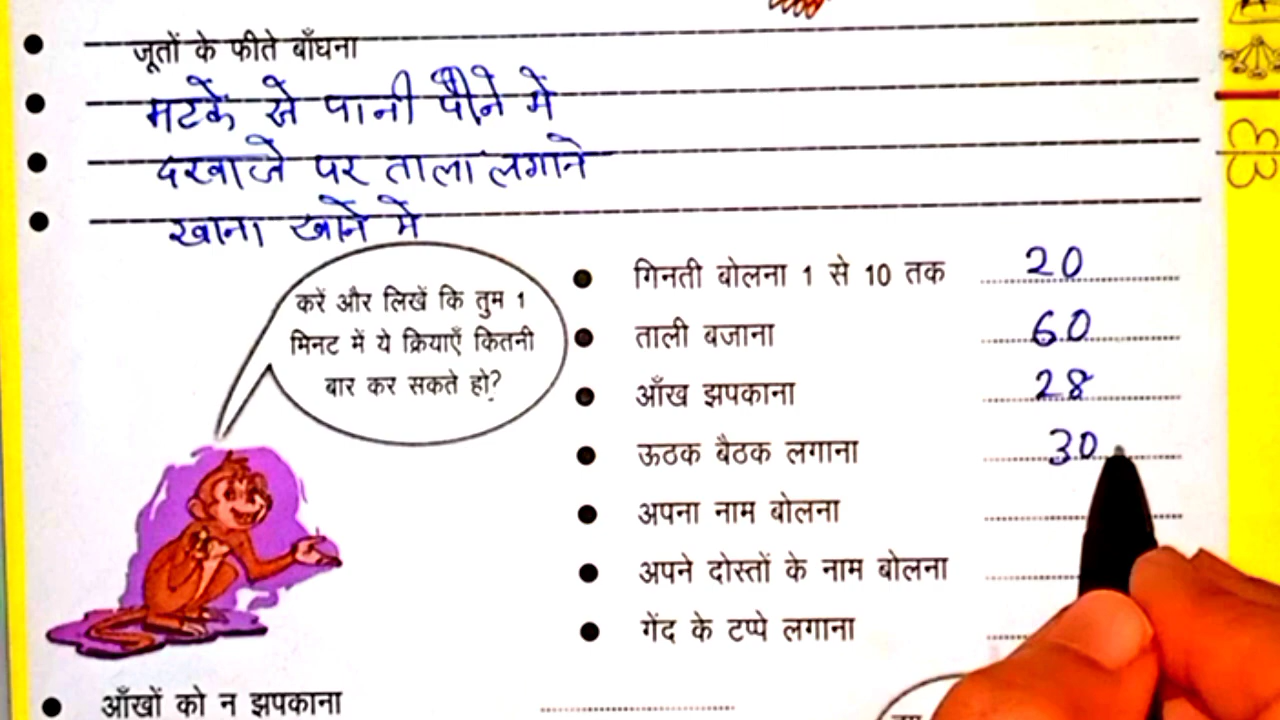 जूतों के फीते बाँधना
मटकें से पानी पीने में
दरवाजे पर ताला लगाने
खाना खाने में
करें और लिखें कि तुम 1
मिनट में ये क्रियाएँ कितनी
बार कर सकते हो?
गिनती बोलना 1 से 10 तक 20
ताली बजाना 60
आँख झपकाना 28
ऊठक बैठक लगाना 30
अपना नाम बोलना
अपने दोस्तों के नाम बोलना
गेंद के टप्पे लगाना
आँखों को न झपकाना